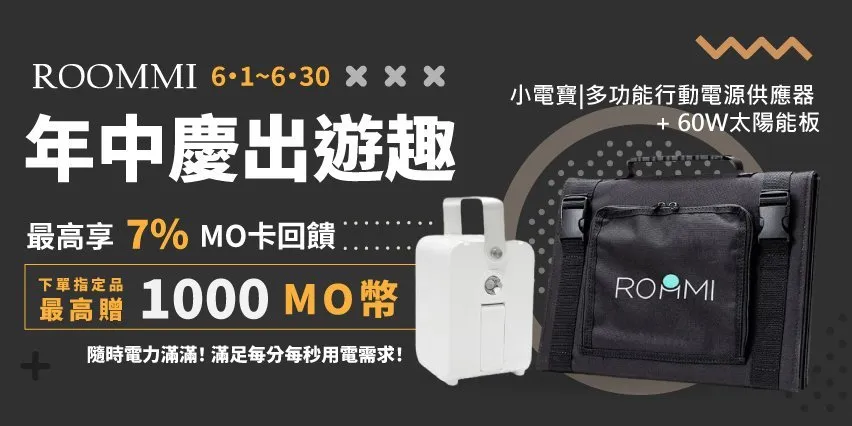 ROOMMI 6•1~6•30
年中慶出遊趣
最高享 7% MO卡回饋
下單指定品
最高贈 1000 MO幣
隨時電力滿滿! 滿足每分每秒用電需求!
小電寶|多功能行動電源供應器
+ 60W太陽能板
ROMMI